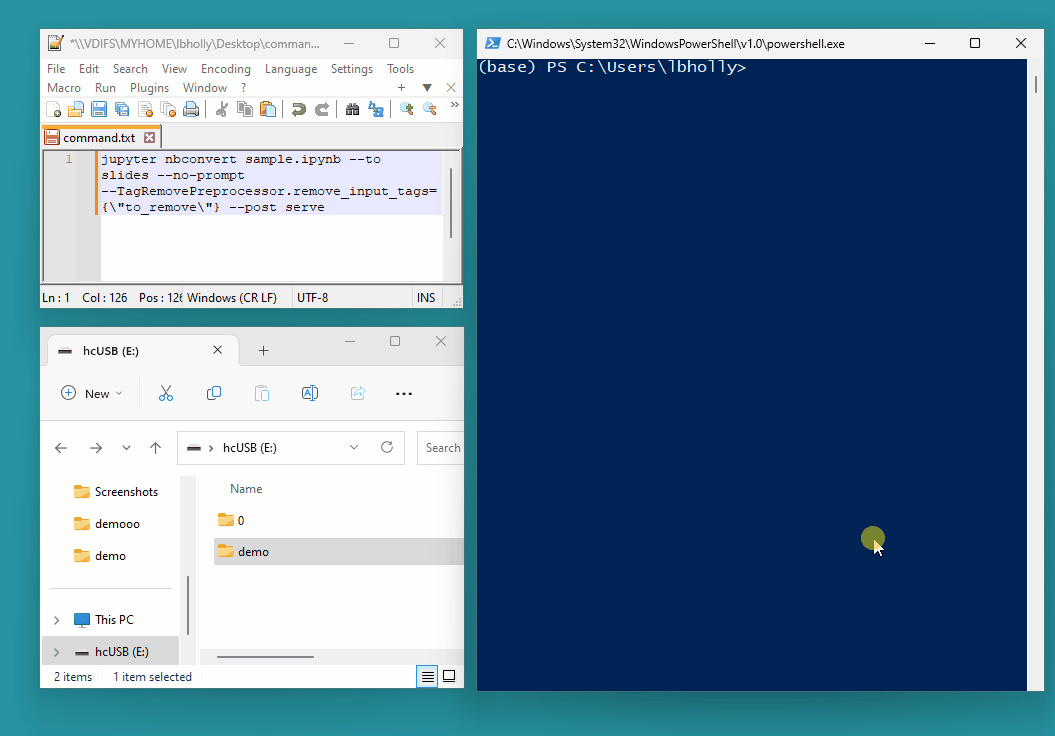 *\\VDIFS\MYHOME\lbholly\Desktop\comman...
File Edit Search View Encoding Language Settings Tools
Macro Run Plugins Window ? + ▼ X
command.txt
1 jupyter nbconvert sample.ipynb --to
slides --no-prompt
--TagRemovePreprocessor.remove_input_tags=
{\"to_remove\"} --post serve
Ln : 1 Col : 126 Pos : 126 Windows (CR LF) UTF-8 INS
hcUSB (E:)
New
hcUSB (E:)
Search
Screenshots
demooo
demo
This PC
hcUSB (E:)
Name
0
demo
2 items 1 item selected
C:\Windows\System32\WindowsPowerShell\v1.0\powershell.exe
(base) PS C:\Users\lbholly>